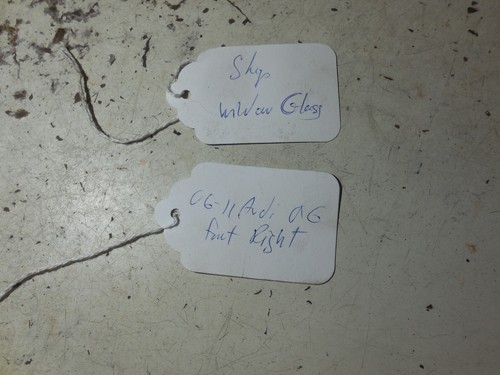 Ship
Window Glass
06-11 Audi A6
front Right